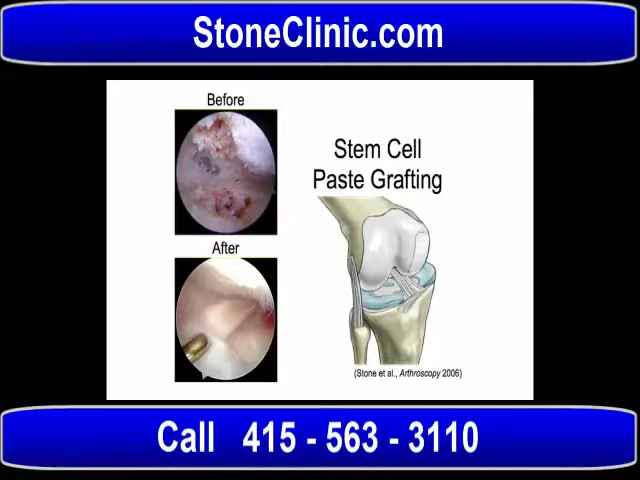 StoneClinic.com
Before
Stem Cell
Paste Grafting
After
(Stone et al., Arthroscopy 2006)
Call 415 - 563 - 3110